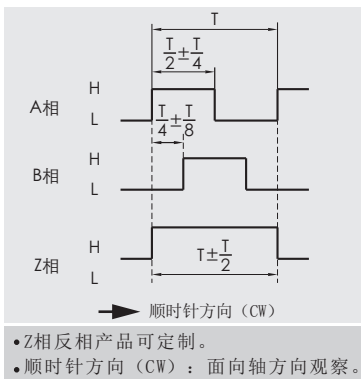 T
T/2±T/4
H
A相
L
T/4±T/8
H
B相
L
H
Z相
T±T/2
L
顺时针方向（CW）
•Z相反相产品可定制。
•顺时针方向（CW）：面向轴方向观察。